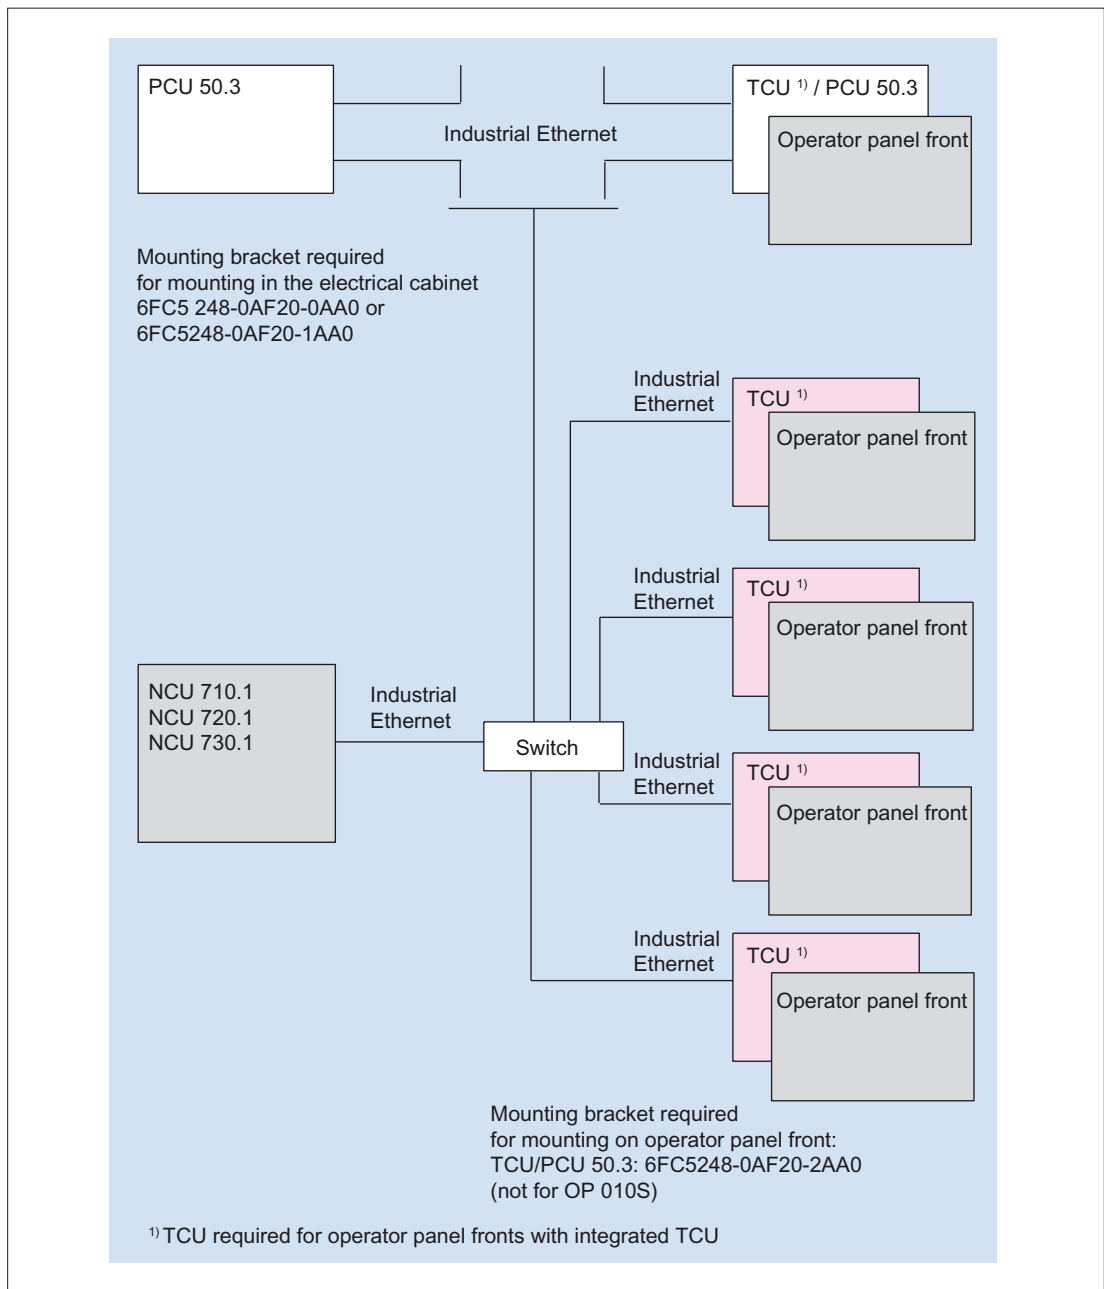 PCU 50.3
TCU 1) / PCU 50.3
Operator panel front
Industrial Ethernet
Mounting bracket required
for mounting in the electrical cabinet
6FC5 248-0AF20-0AA0 or
6FC5248-0AF20-1AA0
Industrial
Ethernet
TCU 1)
Operator panel front
Industrial
Ethernet
TCU 1)
Operator panel front
NCU 710.1
NCU 720.1
NCU 730.1
Industrial
Ethernet
Switch
Industrial
Ethernet
TCU 1)
Operator panel front
Industrial
Ethernet
TCU 1)
Operator panel front
Mounting bracket required
for mounting on operator panel front:
TCU/PCU 50.3: 6FC5248-0AF20-2AA0
(not for OP 010S)
1) TCU required for operator panel fronts with integrated TCU